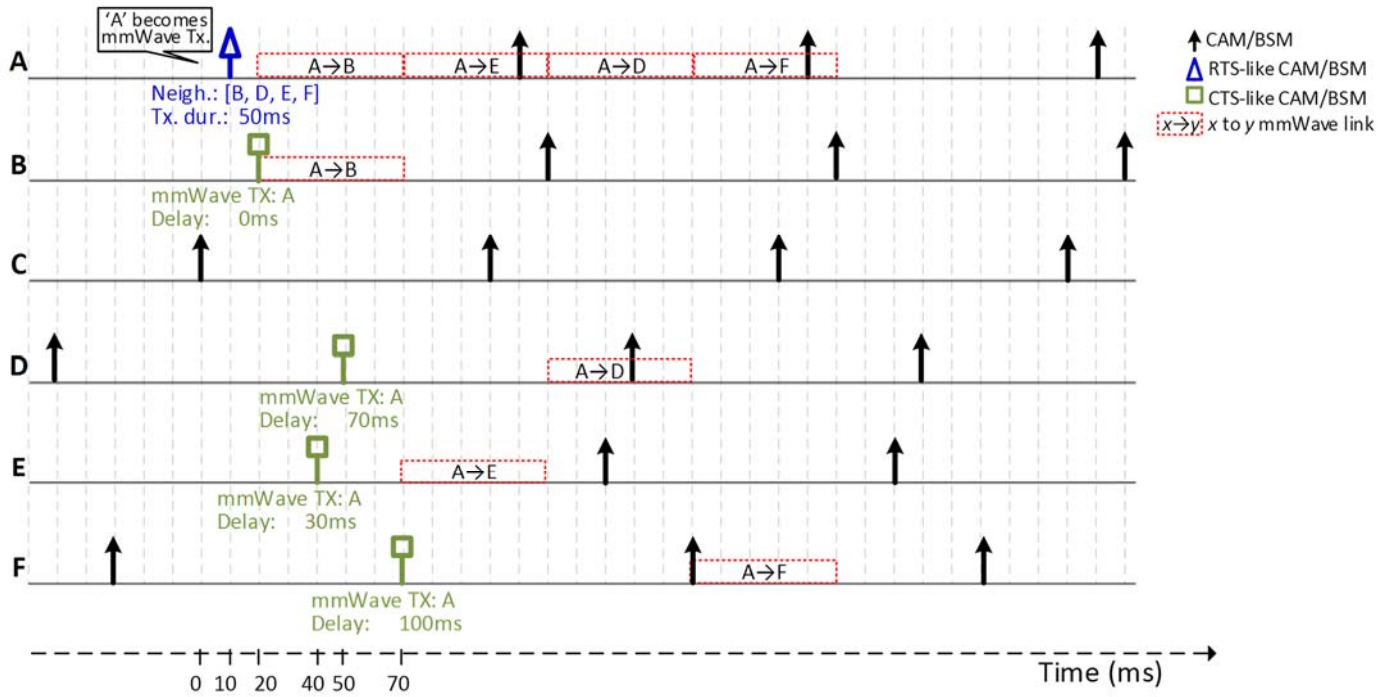 'A' becomes
mmWave Tx.
A
A→B
A→E
A→D
A→F
Neigh.: [B, D, E, F]
Tx. dur.: 50ms
CAM/BSM
RTS-like CAM/BSM
CTS-like CAM/BSM
x→y x to y mmWave link
B
A→B
mmWave TX: A
Delay: 0ms
C
D
A→D
mmWave TX: A
Delay: 70ms
E
A→E
mmWave TX: A
Delay: 30ms
F
A→F
mmWave TX: A
Delay: 100ms
Time (ms)
0 10 20 40 50 70